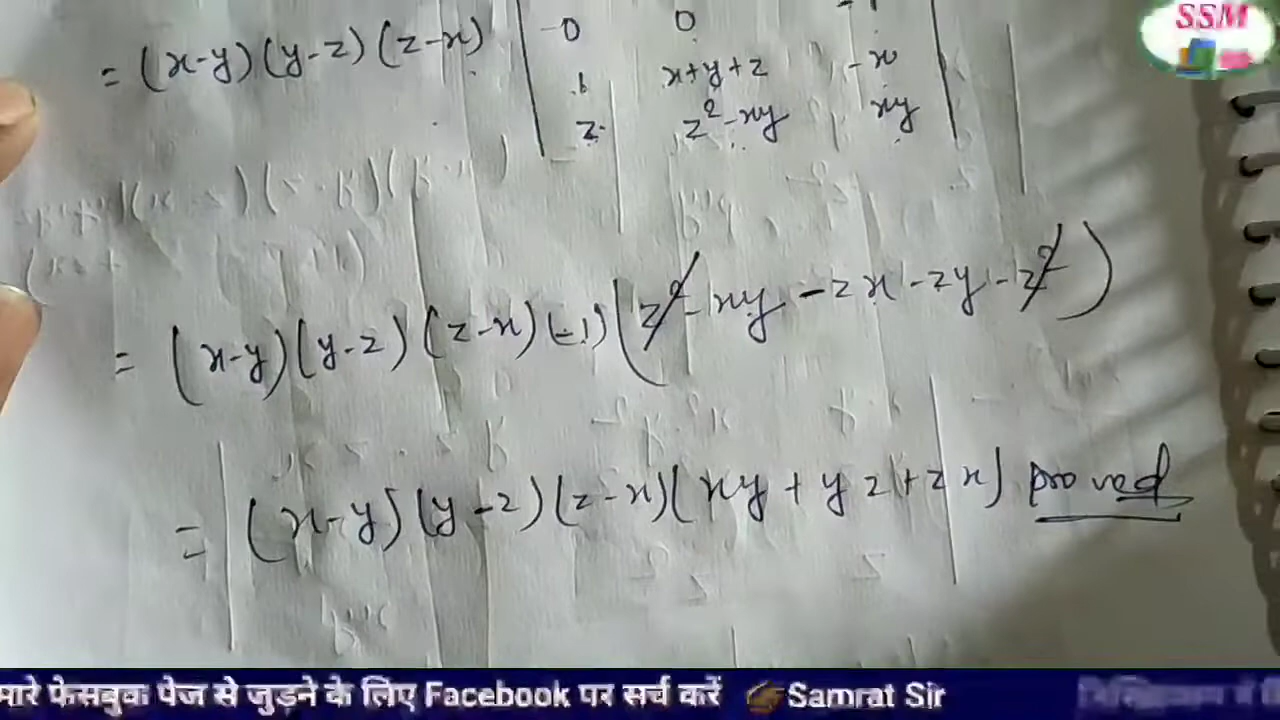 SSM
-0 0 -1
= (x-y)(y-z)(z-x)
1 x+y+z -x
z z²-xy xy
= (x-y)(y-z)(z-x)(-1)(z²-xy-zx-zy-z²)
= (x-y)(y-z)(z-x)(xy+yz+zx) proved
मारे फेसबुक पेज से जुड़ने के लिए Facebook पर सर्च करें Samrat Sir